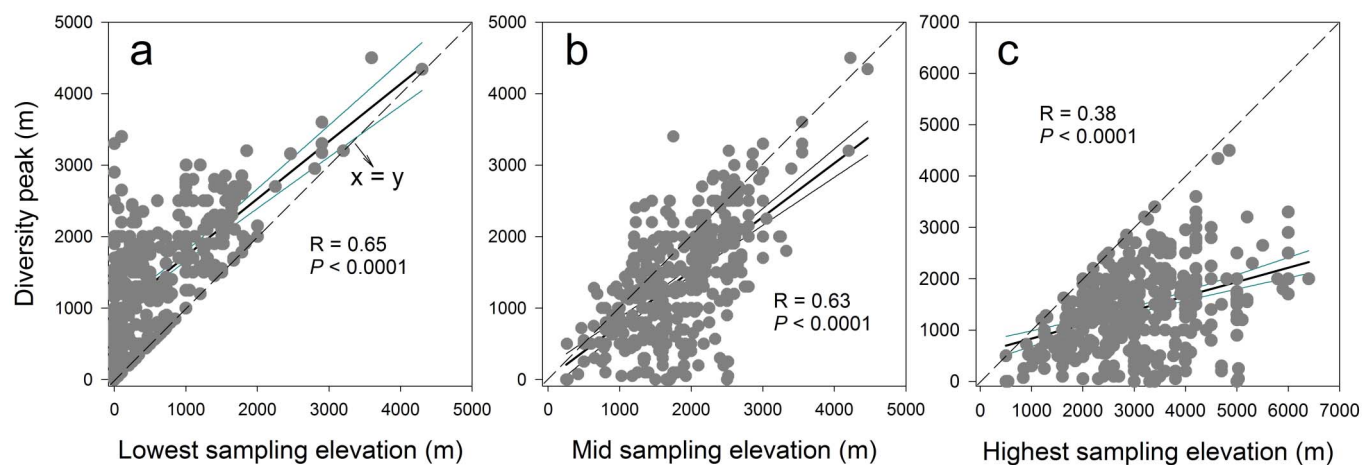 Diversity peak (m)
a
5000
4000
3000
2000
1000
0
x = y
R = 0.65
P < 0.0001
0 1000 2000 3000 4000 5000
Lowest sampling elevation (m)
b
5000
4000
3000
2000
1000
0
R = 0.63
P < 0.0001
0 1000 2000 3000 4000 5000
Mid sampling elevation (m)
c
7000
6000
5000
4000
3000
2000
1000
0
R = 0.38
P < 0.0001
0 1000 2000 3000 4000 5000 6000 7000
Highest sampling elevation (m)